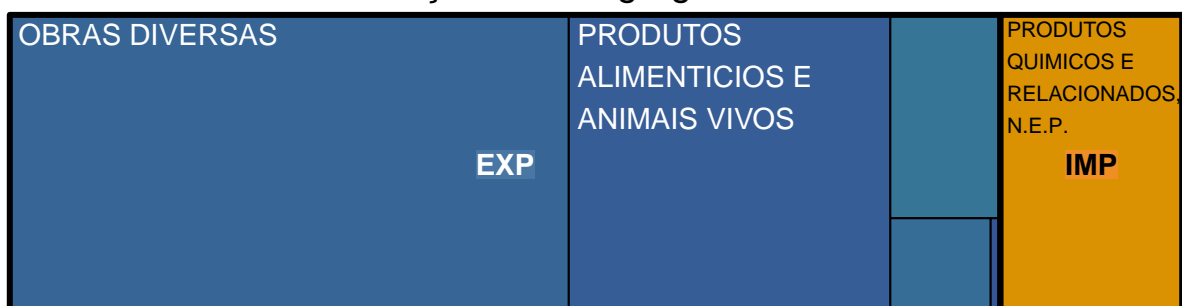 OBRAS DIVERSAS
EXP
PRODUTOS
ALIMENTICIOS E
ANIMAIS VIVOS
PRODUTOS
QUIMICOS E
RELACIONADOS,
N.E.P.
IMP